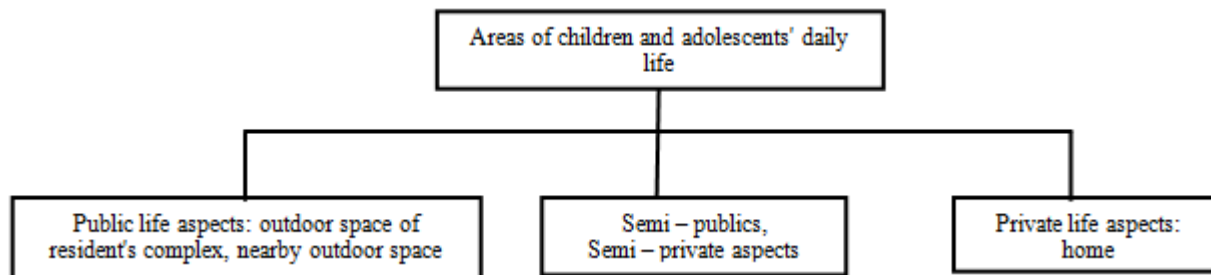 Areas of children and adolescents' daily
life
Public life aspects: outdoor space of
resident's complex, nearby outdoor space
Semi – publics,
Semi – private aspects
Private life aspects:
home